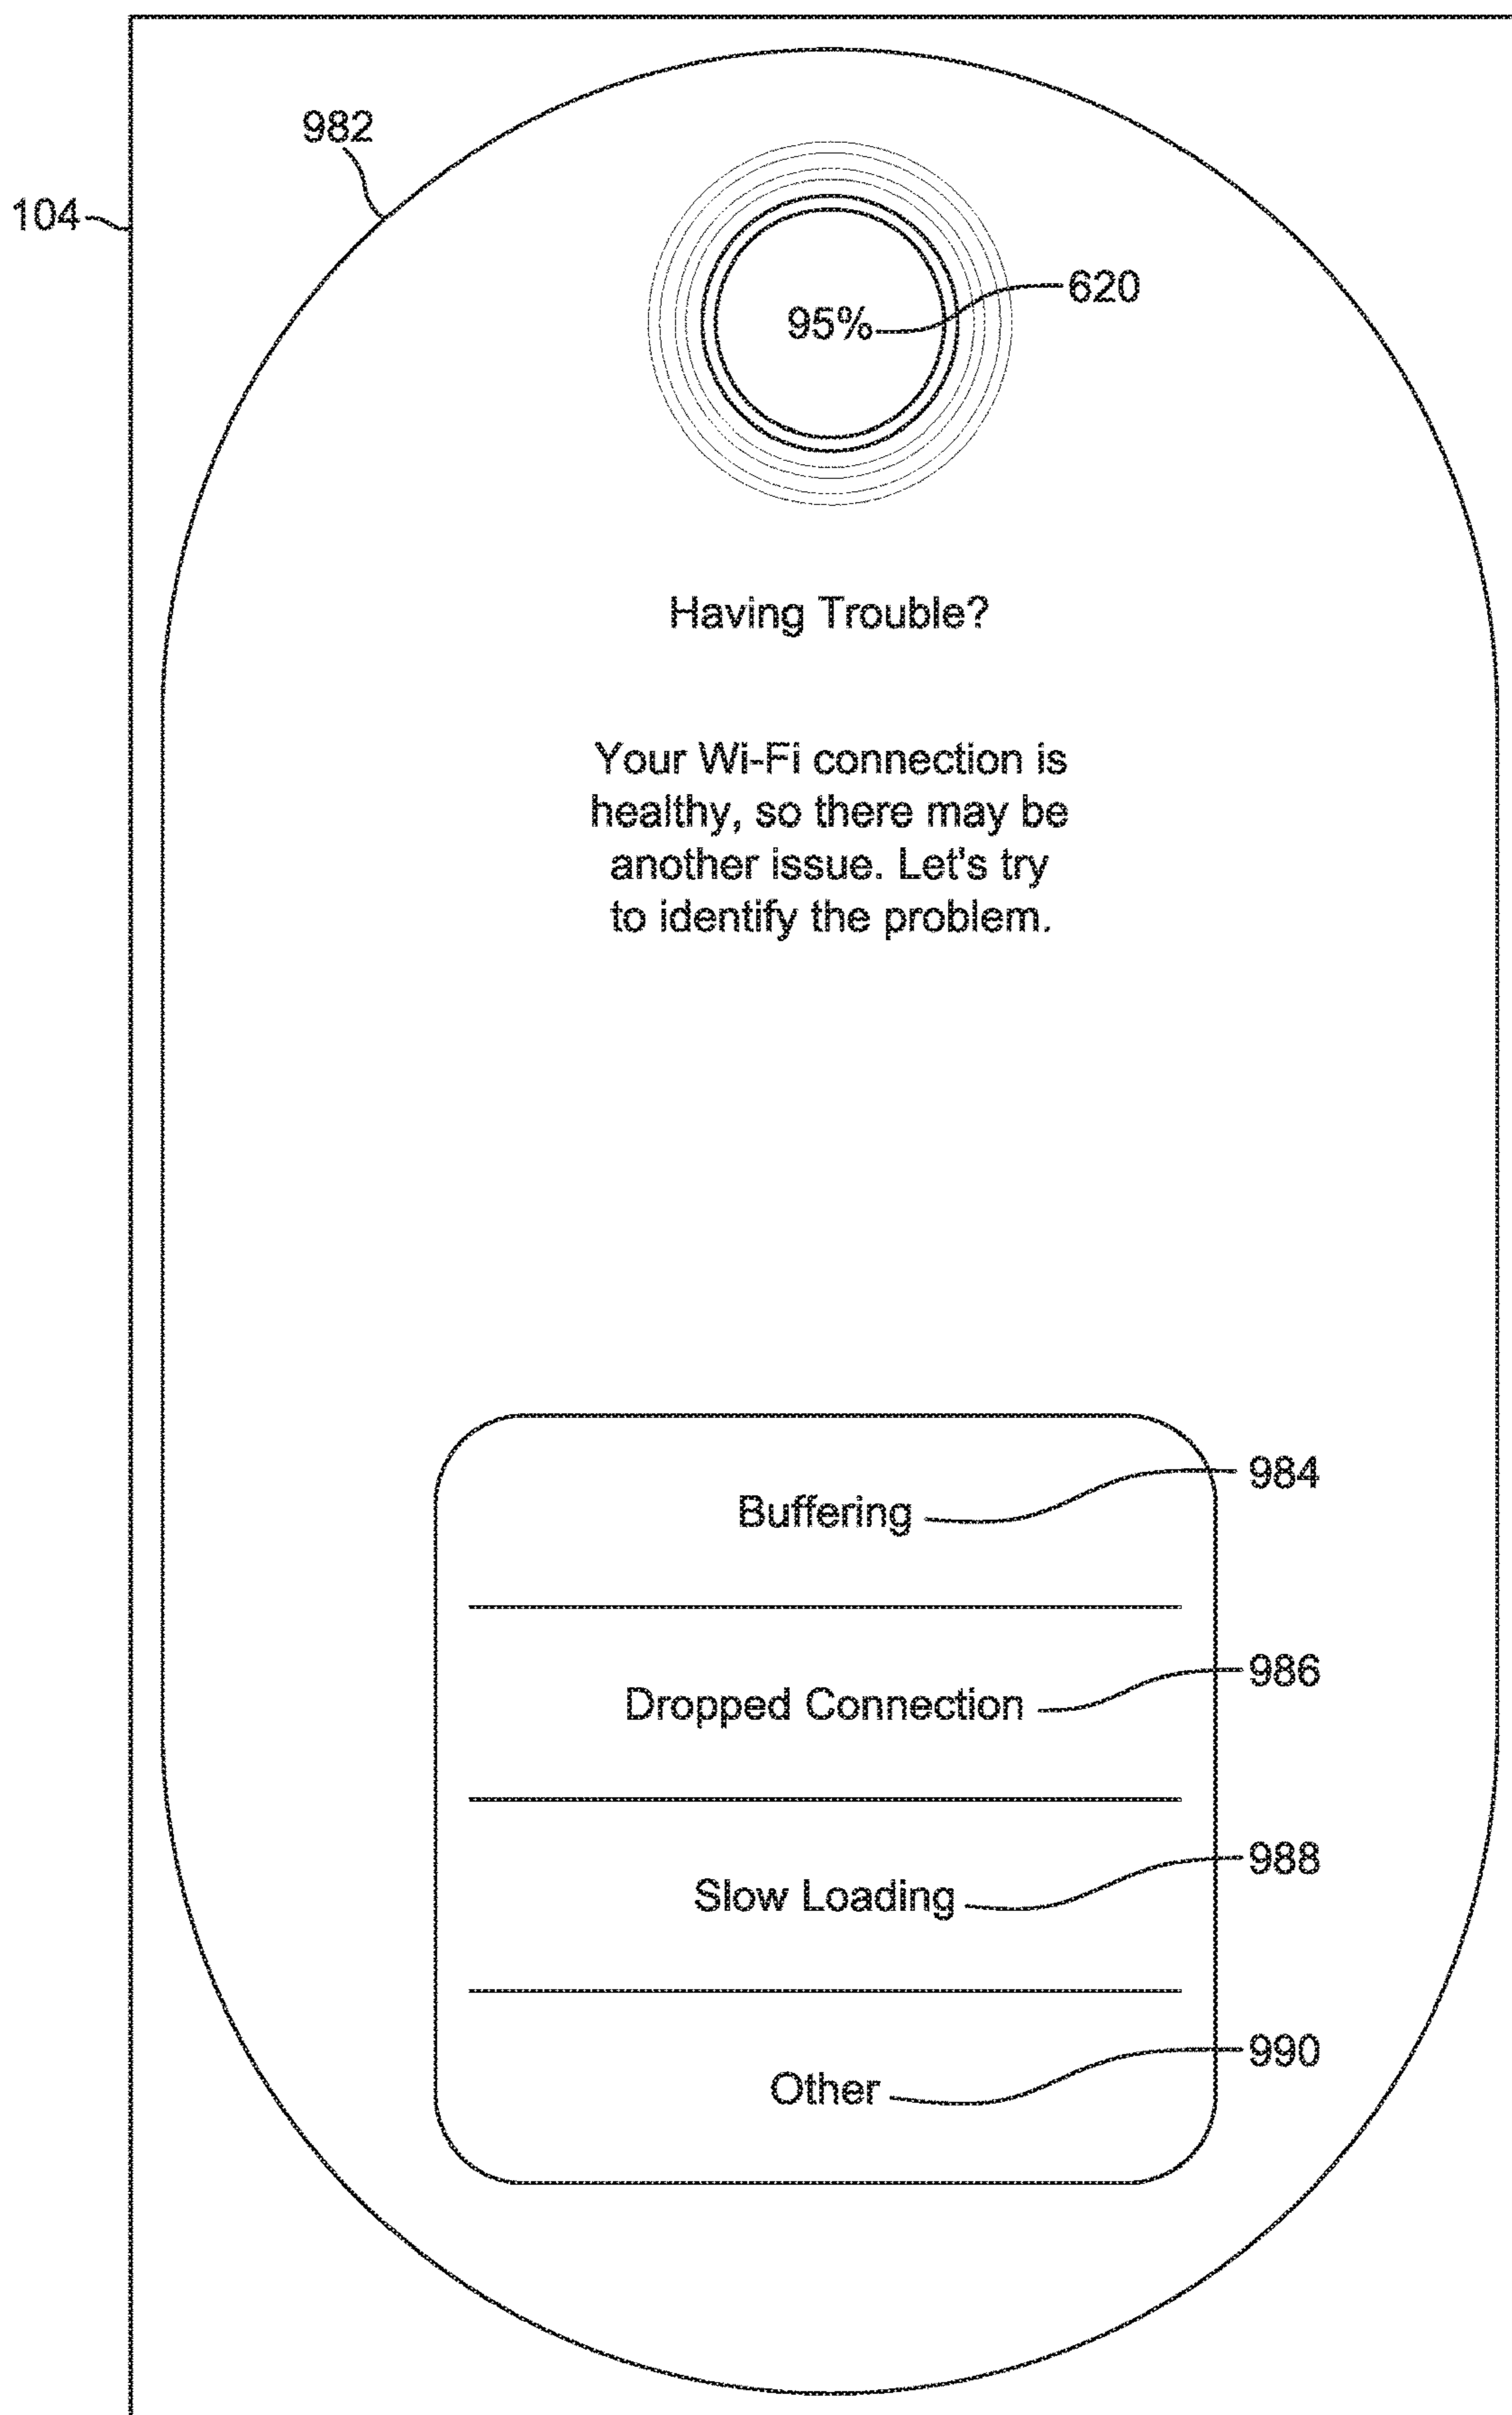 982
104
620
95%
Having Trouble?
Your Wi-Fi connection is
healthy, so there may be
another issue. Let's try
to identify the problem.
984
Buffering
986
Dropped Connection
988
Slow Loading
990
Other